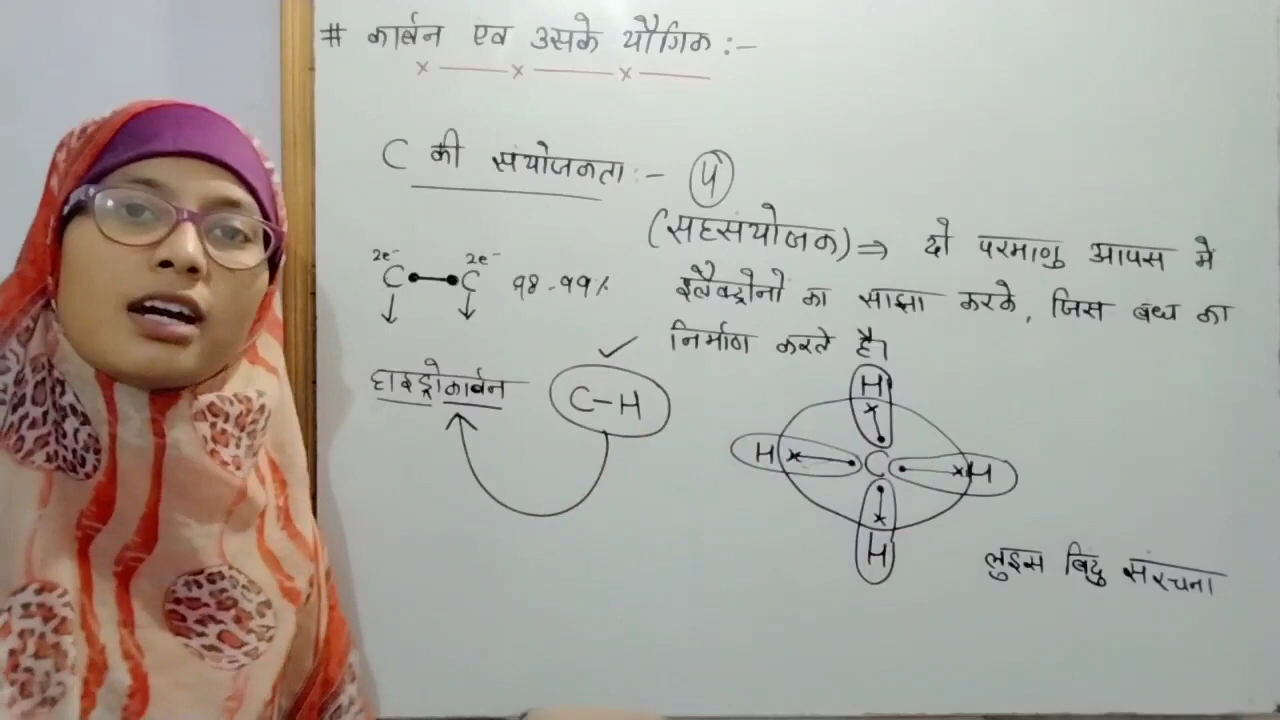 # कार्बन एव उसके यौगिक :-
C की संयोजकता :- 4
(सहसंयोजक) ⇒ दो परमाणु आपस मे
इलैक्ट्रोनो का साझा करके, जिस बंध का
निर्माण करते है।
2e⁻ 2e⁻
C C 98-99%
हाइड्रोकार्बन
C-H
H
H C H
H
लुइस बिंदु संरचना